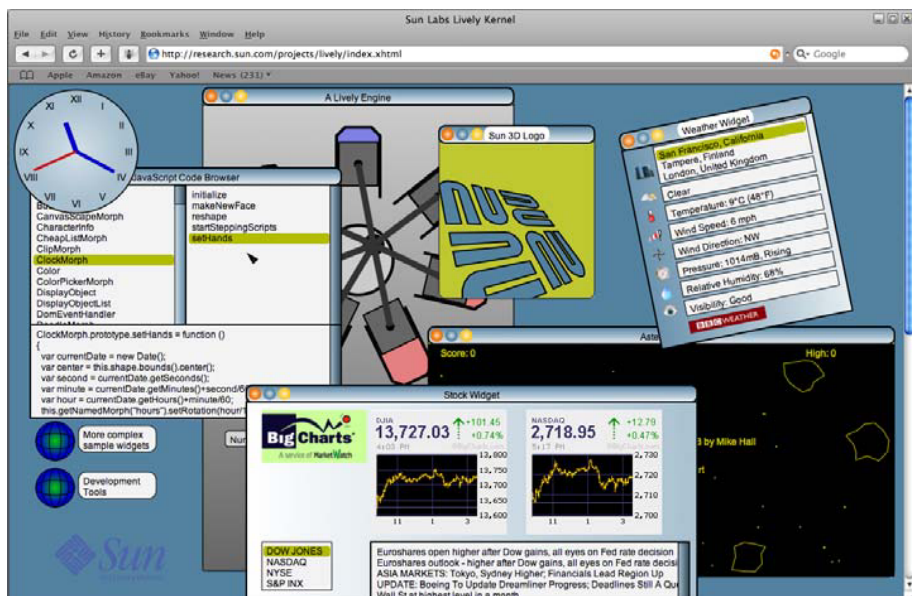 Sun Labs Lively Kernel
File Edit View History Bookmarks Window Help
http://research.sun.com/projects/lively/index.xhtml
Google
Apple Amazon eBay Yahoo! News (231)
XII
I
II
III
IV
V
VI
VII
VIII
IX
X
XI
A Lively Engine
JavaScript Code Browser
CanvasScapeMorph
CharacterInfo
CheapListMorph
ClipMorph
ClockMorph
Color
ColorPickerMorph
DisplayObject
DisplayObjectList
DomEventHandler
initialize
makeNewFace
reshape
startSteppingScripts
setHands
ClockMorph.prototype.setHands = function ()
{
var currentDate = new Date();
var center = this.shape.bounds().center();
var second = currentDate.getSeconds();
var minute = currentDate.getMinutes()+second/6
var hour = currentDate.getHours()+minute/60;
this.getNamedMorph("hours").setRotation(hour/
Sun 3D Logo
Weather Widget
San Francisco, California
Tampere, Finland
London, United Kingdom
Clear
Temperature: 9°C (48°F)
Wind Speed: 6 mph
Wind Direction: NW
Pressure: 1014mB, Rising
Relative Humidity: 68%
Visibility: Good
BBC WEATHER
Aste
Score: 0
High: 0
by Mike Hall
More complex
sample widgets
Development
Tools
Sun
Stock Widget
BigCharts
A service of MarketWatch
DJIA
13,727.03
+101.45
+0.74%
13,800
13,750
13,700
13,650
13,600
11 1 3
NASDAQ
2,718.95
+12.79
+0.47%
2,730
2,720
2,710
2,700
11 1 3
DOW JONES
NASDAQ
NYSE
S&P INX
Euroshares open higher after Dow gains, all eyes on Fed rate decision
Euroshares outlook - higher after Dow gains, all eyes on Fed rate decisi
ASIA MARKETS: Tokyo, Sydney Higher; Financials Lead Region Up
UPDATE: Boeing To Update Dreamliner Progress; Deadlines Still A Qu
Wall St at highest level in a month